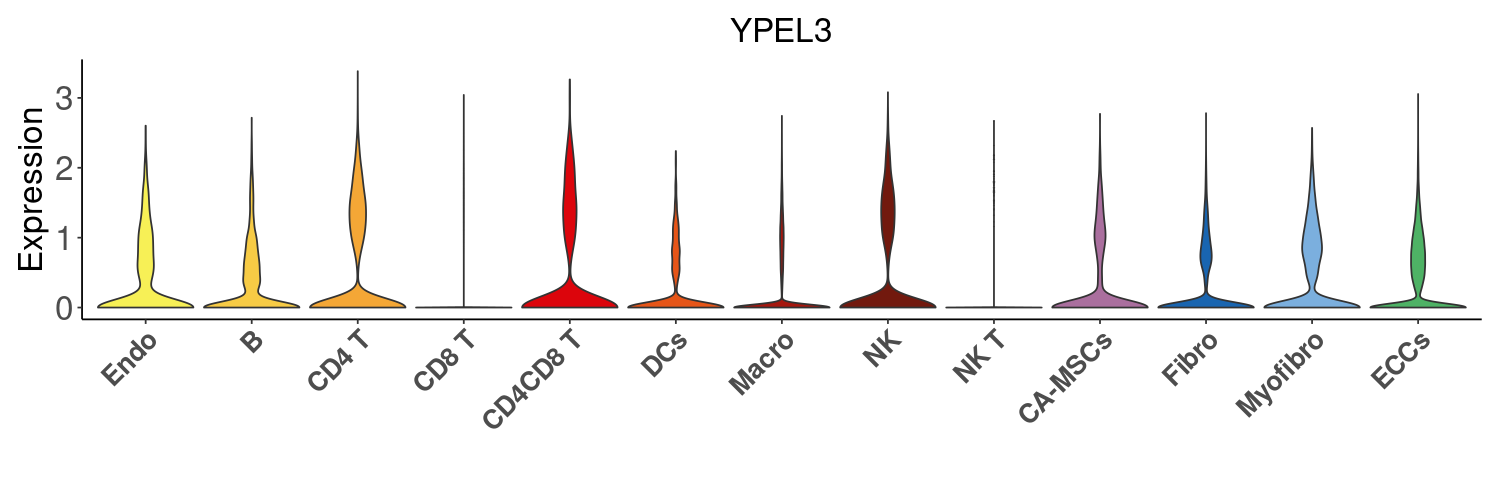 YPEL3
Expression
3
2
1
0
Endo
B
CD4 T
CD8 T
CD4CD8 T
DCs
Macro
NK
NK T
CA-MSCs
Fibro
Myofibro
ECCs